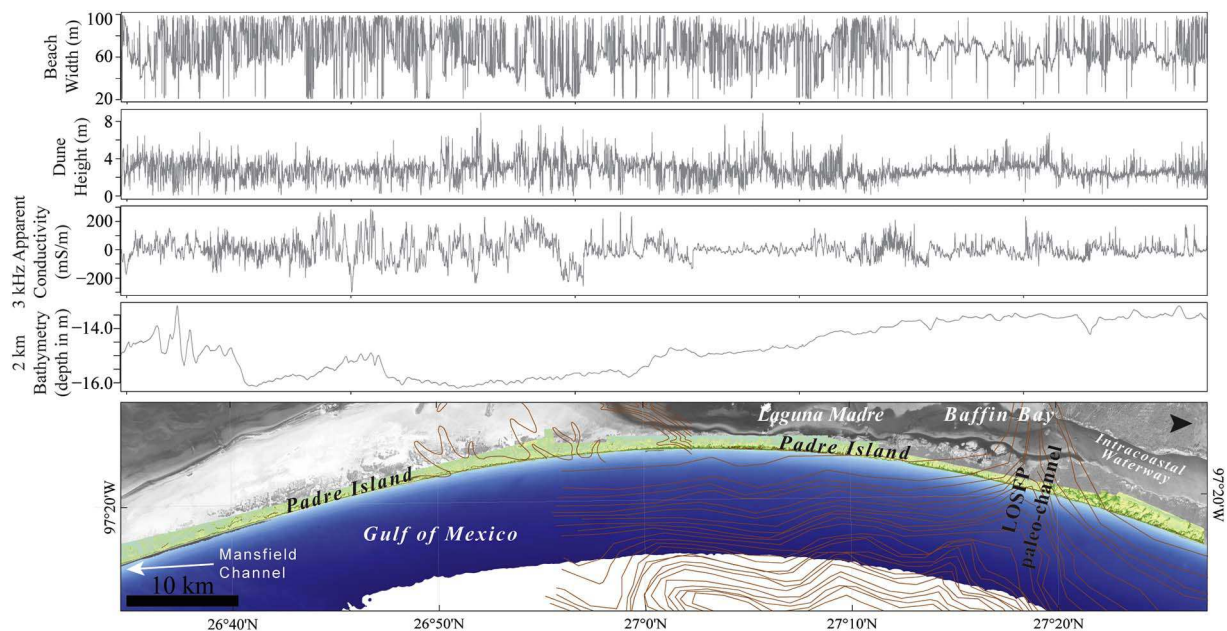 Beach
Width (m)
100
60
20
Dune
Height (m)
8
4
0
3 kHz Apparent
Conductivity
(mS/m)
200
0
−200
2 km
Bathymetry
(depth in m)
−14.0
−16.0
Laguna Madre
Baffin Bay
Intracoastal
Waterway
Padre Island
Padre Island
LOSFP
paleo-channel
97°20'W
97°20'W
Gulf of Mexico
Mansfield
Channel
10 km
26°40'N
26°50'N
27°0'N
27°10'N
27°20'N